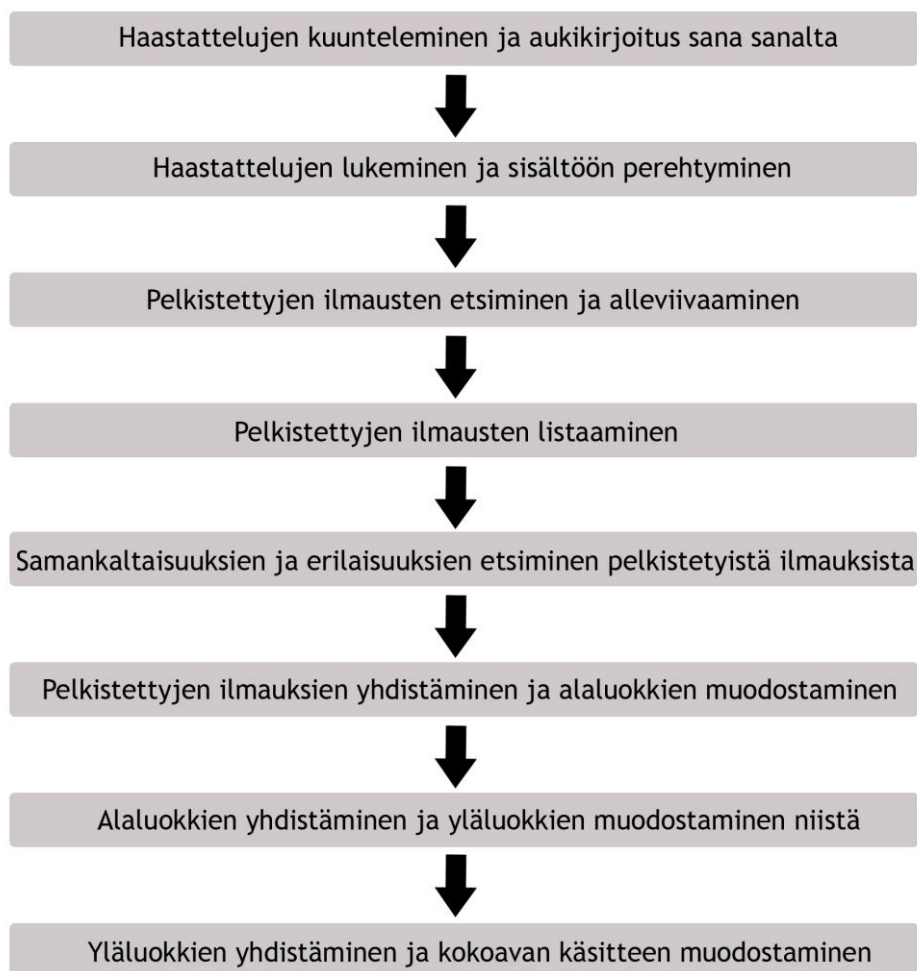 Haastattelujen kuunteleminen ja aukikirjoitus sana sanalta
Haastattelujen lukeminen ja sisältöön perehtyminen
Pelkistettyjen ilmausten etsiminen ja alleviivaaminen
Pelkistettyjen ilmausten listaaminen
Samankaltaisuuksien ja erilaisuuksien etsiminen pelkistetyistä ilmauksista
Pelkistettyjen ilmauksien yhdistäminen ja alaluokkien muodostaminen
Alaluokkien yhdistäminen ja yläluokkien muodostaminen niistä
Yläluokkien yhdistäminen ja kokoavan käsitteen muodostaminen